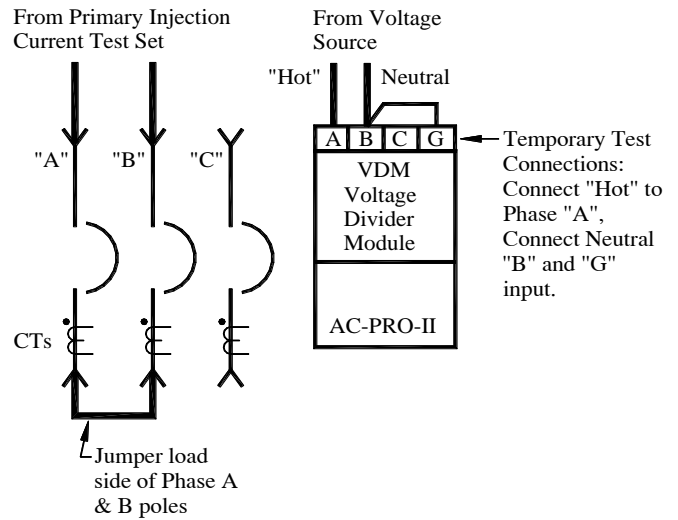 From Primary Injection
Current Test Set
From Voltage
Source
"Hot"
Neutral
"A"
"B"
"C"
A B C G
VDM
Voltage
Divider
Module
AC-PRO-II
Temporary Test
Connections:
Connect "Hot" to
Phase "A",
Connect Neutral
"B" and "G"
input.
CTs
Jumper load
side of Phase A
& B poles